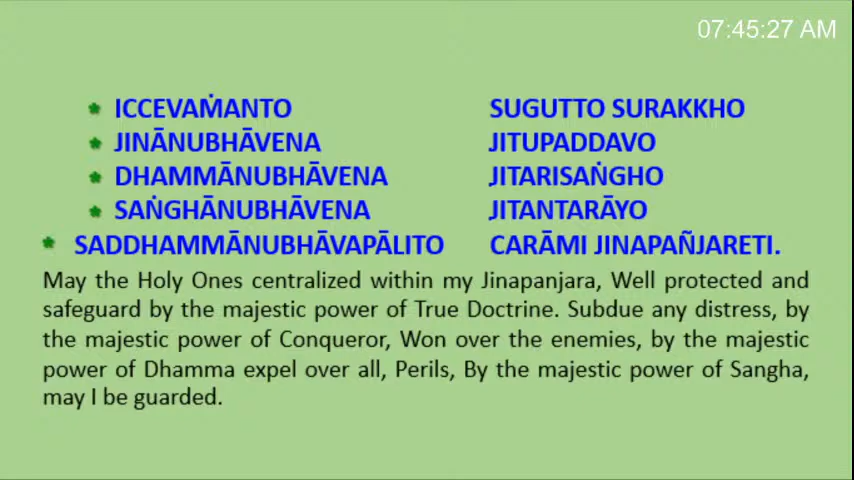 07:45:27 AM
ICCEVAṀANTO SUGUTTO SURAKKHO
JINĀNUBHĀVENA JITUPADDAVO
DHAMMĀNUBHĀVENA JITARISAṄGHO
SAṄGHĀNUBHĀVENA JITANTARĀYO
SADDHAMMĀNUBHĀVAPĀLITO CARĀMI JINAPAÑJARETI.
May the Holy Ones centralized within my Jinapanjara, Well protected and
safeguard by the majestic power of True Doctrine. Subdue any distress, by
the majestic power of Conqueror, Won over the enemies, by the majestic
power of Dhamma expel over all, Perils, By the majestic power of Sangha,
may I be guarded.